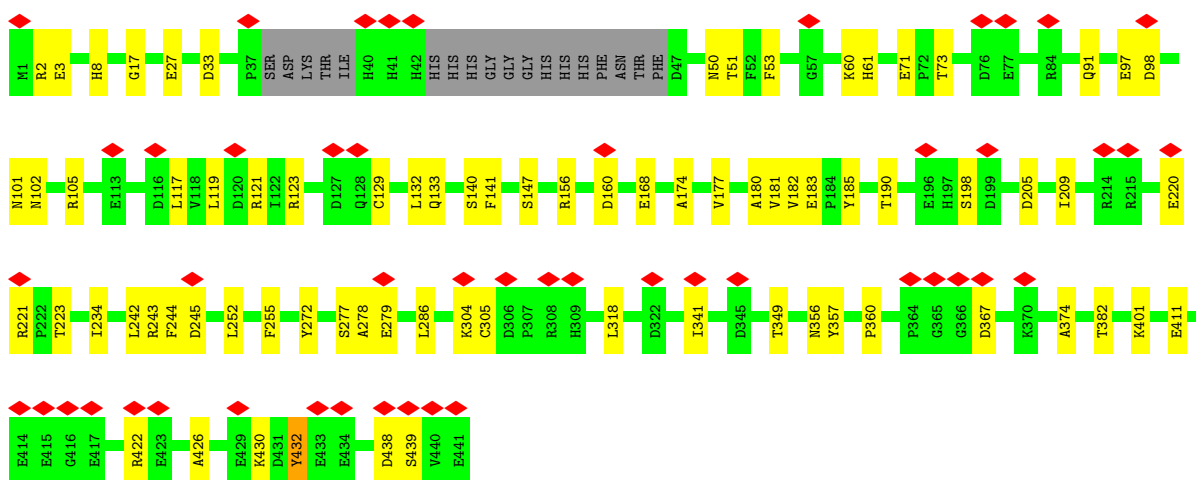 M1 R2 E3 H8 G17 E27 D33 P37 SER ASP LYS THR ILE H40 H41 H42 HIS HIS HIS GLY GLY GLY HIS HIS HIS PHE ASN THR PHE D47 N50 T51 F52 F53 G57 K60 H61 E71 P72 T73 D76 E77 R84 Q91 E97 D98
N101 N102 R105 E113 D116 L117 V118 L119 D120 R121 I122 R123 D127 Q128 C129 L132 Q133 S140 F141 S147 R156 D160 E168 A174 V177 A180 V181 V182 E183 P184 Y185 T190 E196 H197 S198 D199 D205 I209 R214 R215 E220
R221 P222 T223 I234 L242 R243 F244 D245 L252 F255 Y272 S277 A278 E279 L286 K304 C305 D306 P307 R308 H309 L318 D322 I341 D345 T349 N356 Y357 P360 P364 G365 G366 D367 K370 A374 T382 K401 E411
E414 E415 G416 E417 R422 E423 A426 E429 K430 D431 Y432 E433 E434 D438 S439 V440 E441